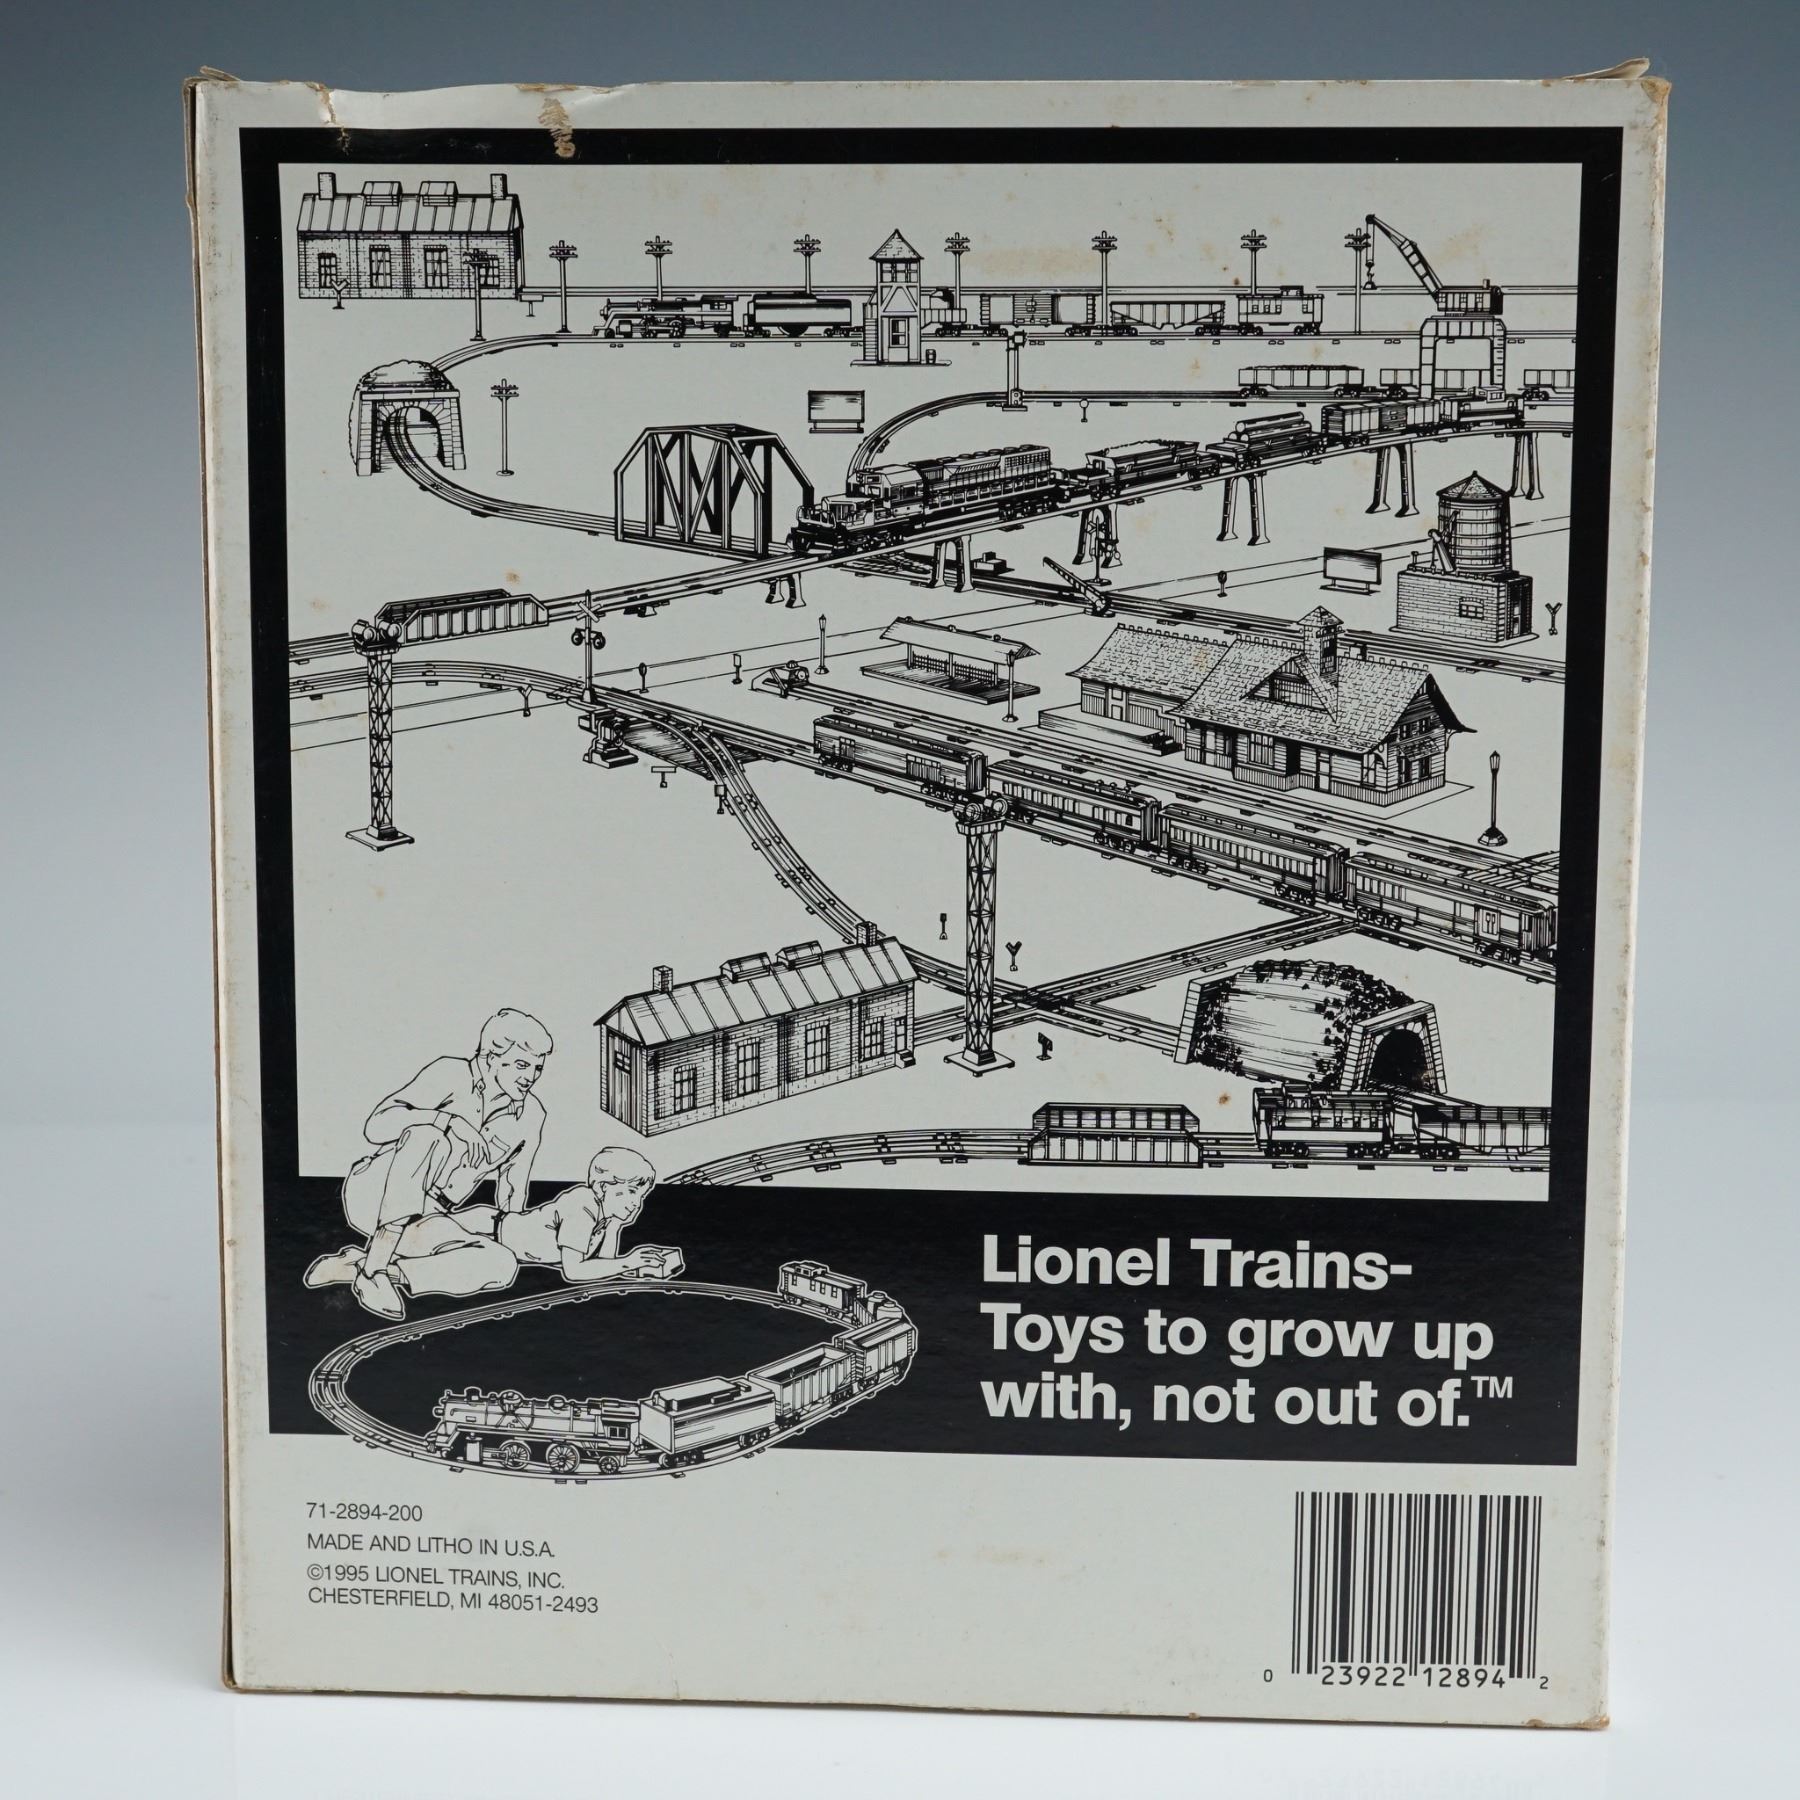 Lionel Trains-
Toys to grow up
with, not out of.™
71-2894-200
MADE AND LITHO IN U.S.A.
©1995 LIONEL TRAINS, INC.
CHESTERFIELD, MI 48051-2493
0 23922 12894 2